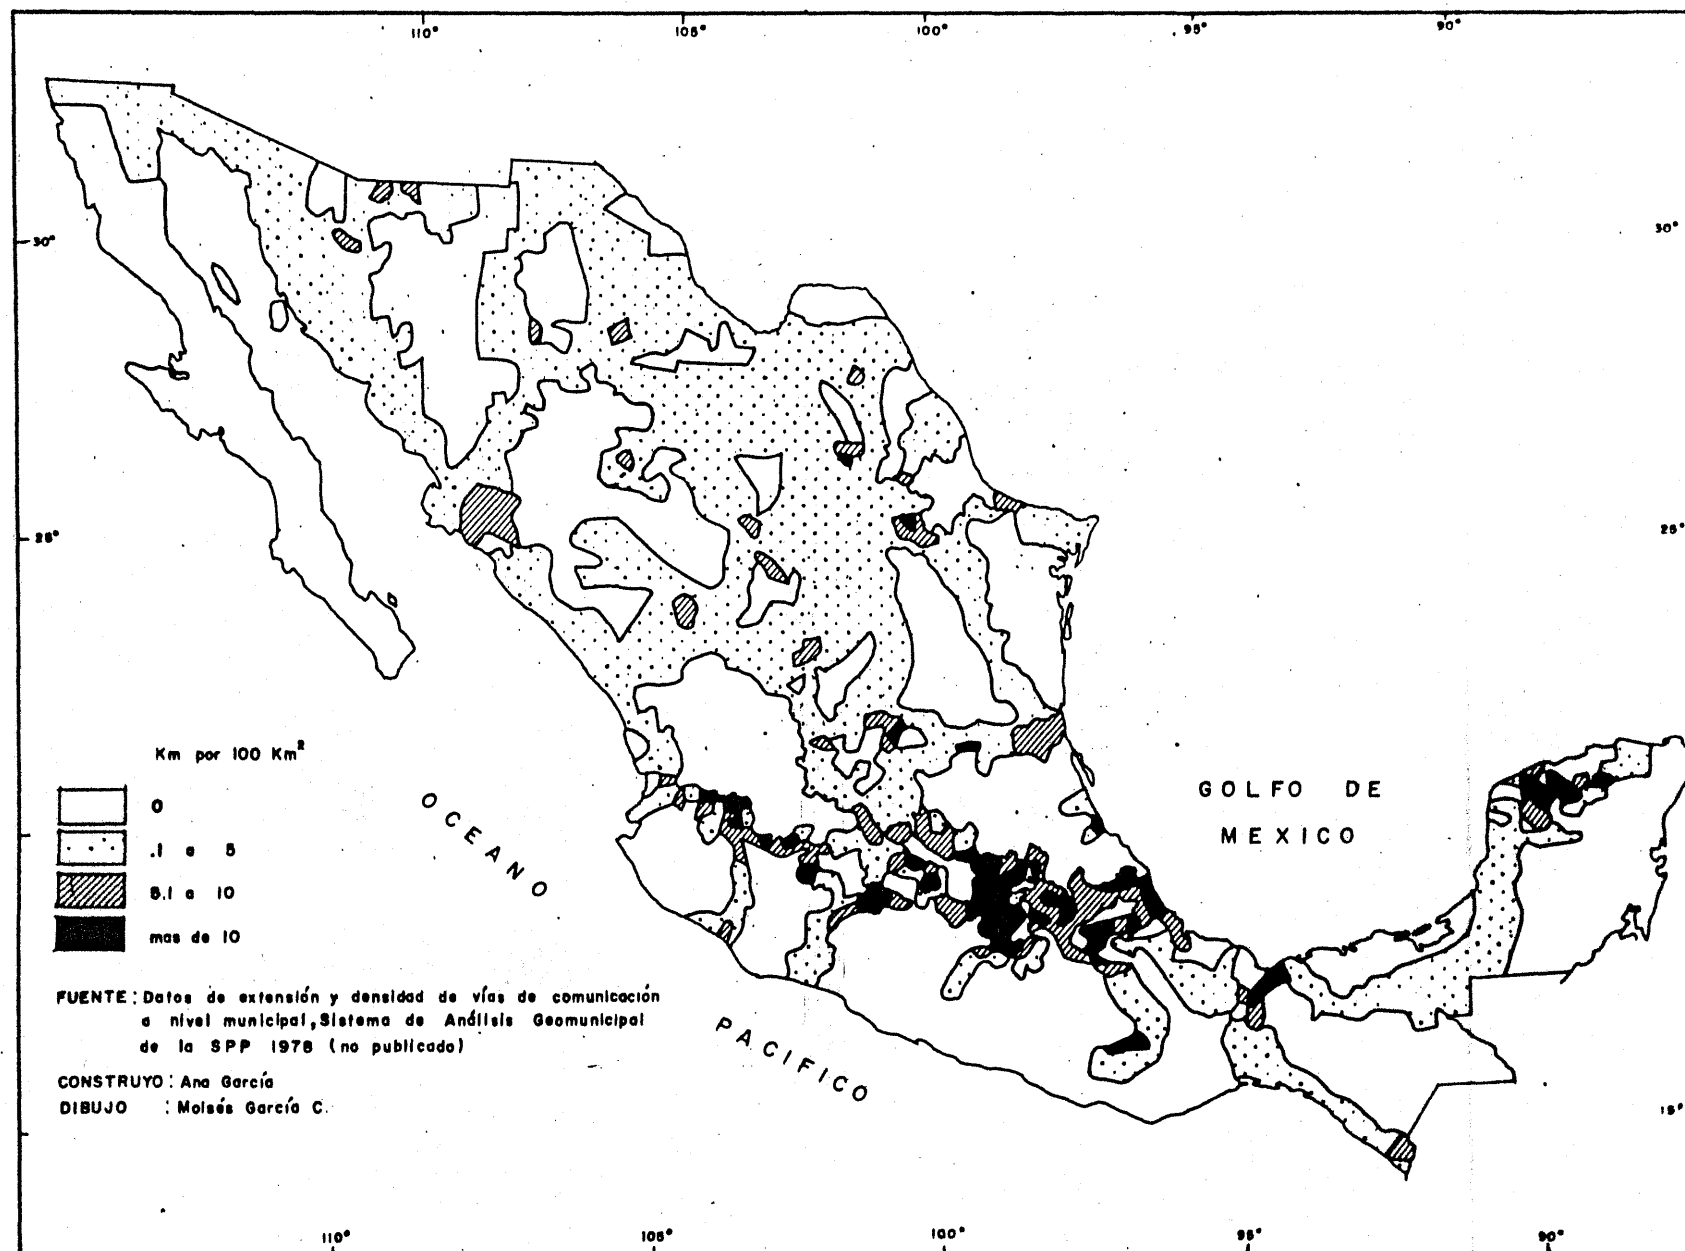 110° 105° 100° 95° 90°
30° 30°
25° 25°
Km por 100 Km²
0
.1 a 5
5.1 a 10
mas de 10
OCEANO
PACIFICO
GOLFO DE
MEXICO
FUENTE: Datos de extensión y densidad de vías de comunicación
a nivel municipal, Sistema de Análisis Geomunicipal
de la SPP 1978 (no publicado)
CONSTRUYO: Ana García
DIBUJO : Moisés García C.
15°
110° 105° 100° 95° 90°